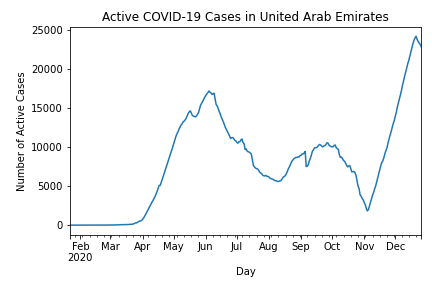 Active COVID-19 Cases in United Arab Emirates
25000
20000
15000
10000
5000
0
Number of Active Cases
Feb Mar Apr May Jun Jul Aug Sep Oct Nov Dec
2020
Day